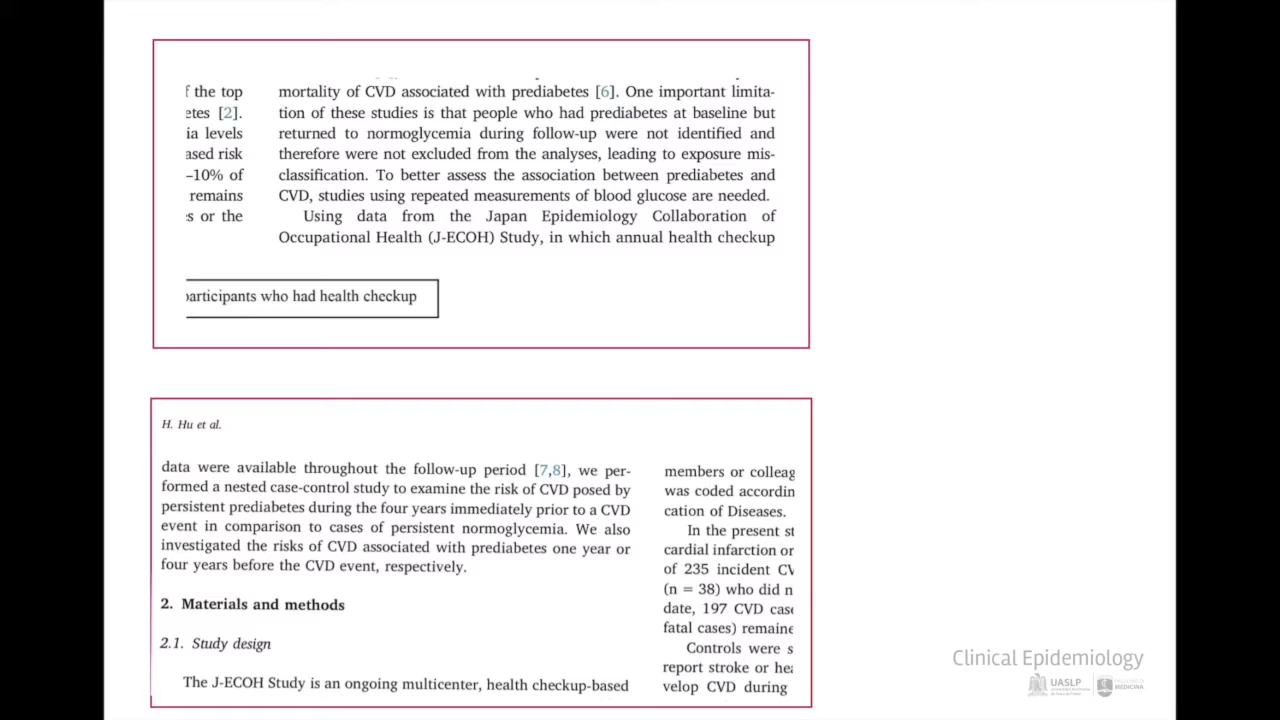 f the top
etes [2].
ia levels
ased risk
–10% of
remains
s or the
mortality of CVD associated with prediabetes [6]. One important limita-
tion of these studies is that people who had prediabetes at baseline but
returned to normoglycemia during follow-up were not identified and
therefore were not excluded from the analyses, leading to exposure mis-
classification. To better assess the association between prediabetes and
CVD, studies using repeated measurements of blood glucose are needed.
Using data from the Japan Epidemiology Collaboration of
Occupational Health (J-ECOH) Study, in which annual health checkup
articipants who had health checkup
H. Hu et al.
data were available throughout the follow-up period [7,8], we per-
formed a nested case-control study to examine the risk of CVD posed by
persistent prediabetes during the four years immediately prior to a CVD
event in comparison to cases of persistent normoglycemia. We also
investigated the risks of CVD associated with prediabetes one year or
four years before the CVD event, respectively.
2. Materials and methods
2.1. Study design
The J-ECOH Study is an ongoing multicenter, health checkup-based
members or colleag
was coded accordin
cation of Diseases.
In the present st
cardial infarction or
of 235 incident CV
(n = 38) who did n
date, 197 CVD case
fatal cases) remaine
Controls were s
report stroke or hea
velop CVD during
Clinical Epidemiology
UASLP
MEDICINA